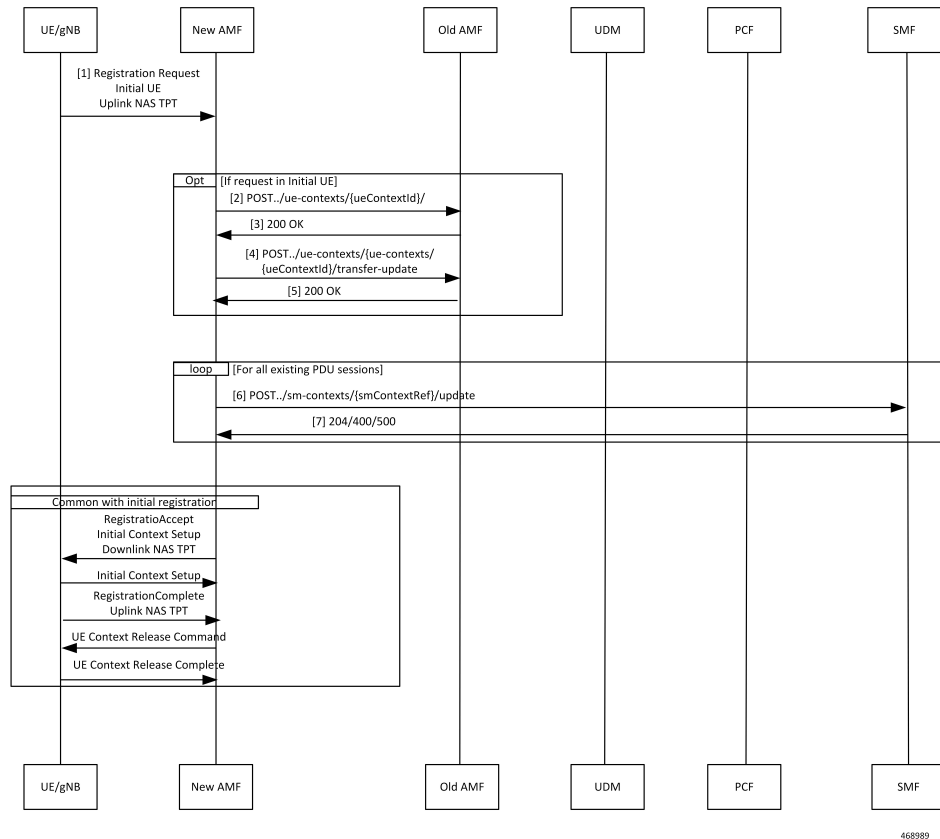 UE/gNB
New AMF
Old AMF
UDM
PCF
SMF
[1] Registration Request
Initial UE
Uplink NAS TPT
Opt
[If request in Initial UE]
[2] POST../ue-contexts/{ueContextId}/
[3] 200 OK
[4] POST../ue-contexts/{ue-contexts/
{ueContextId}/transfer-update
[5] 200 OK
loop
[For all existing PDU sessions]
[6] POST../sm-contexts/{smContextRef}/update
[7] 204/400/500
Common with initial registration
RegistratioAccept
Initial Context Setup
Downlink NAS TPT
Initial Context Setup
RegistrationComplete
Uplink NAS TPT
UE Context Release Command
UE Context Release Complete
UE/gNB
New AMF
Old AMF
UDM
PCF
SMF
468989